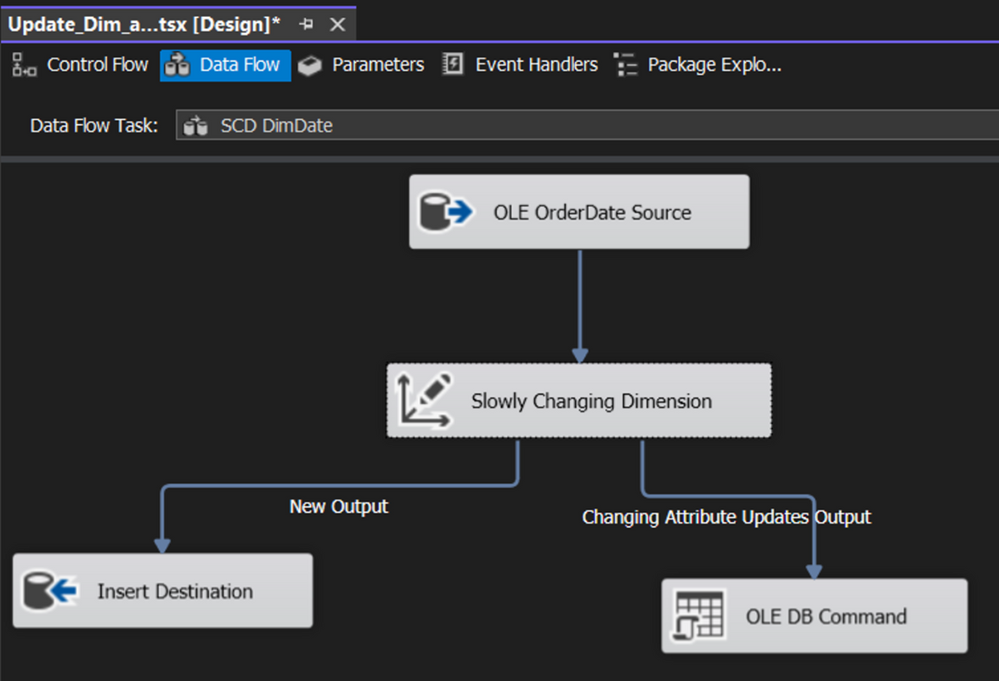 Update_Dim_a...tsx [Design]*
Control Flow Data Flow Parameters Event Handlers Package Explo...
Data Flow Task: SCD DimDate
OLE OrderDate Source
Slowly Changing Dimension
New Output
Changing Attribute Updates Output
Insert Destination
OLE DB Command